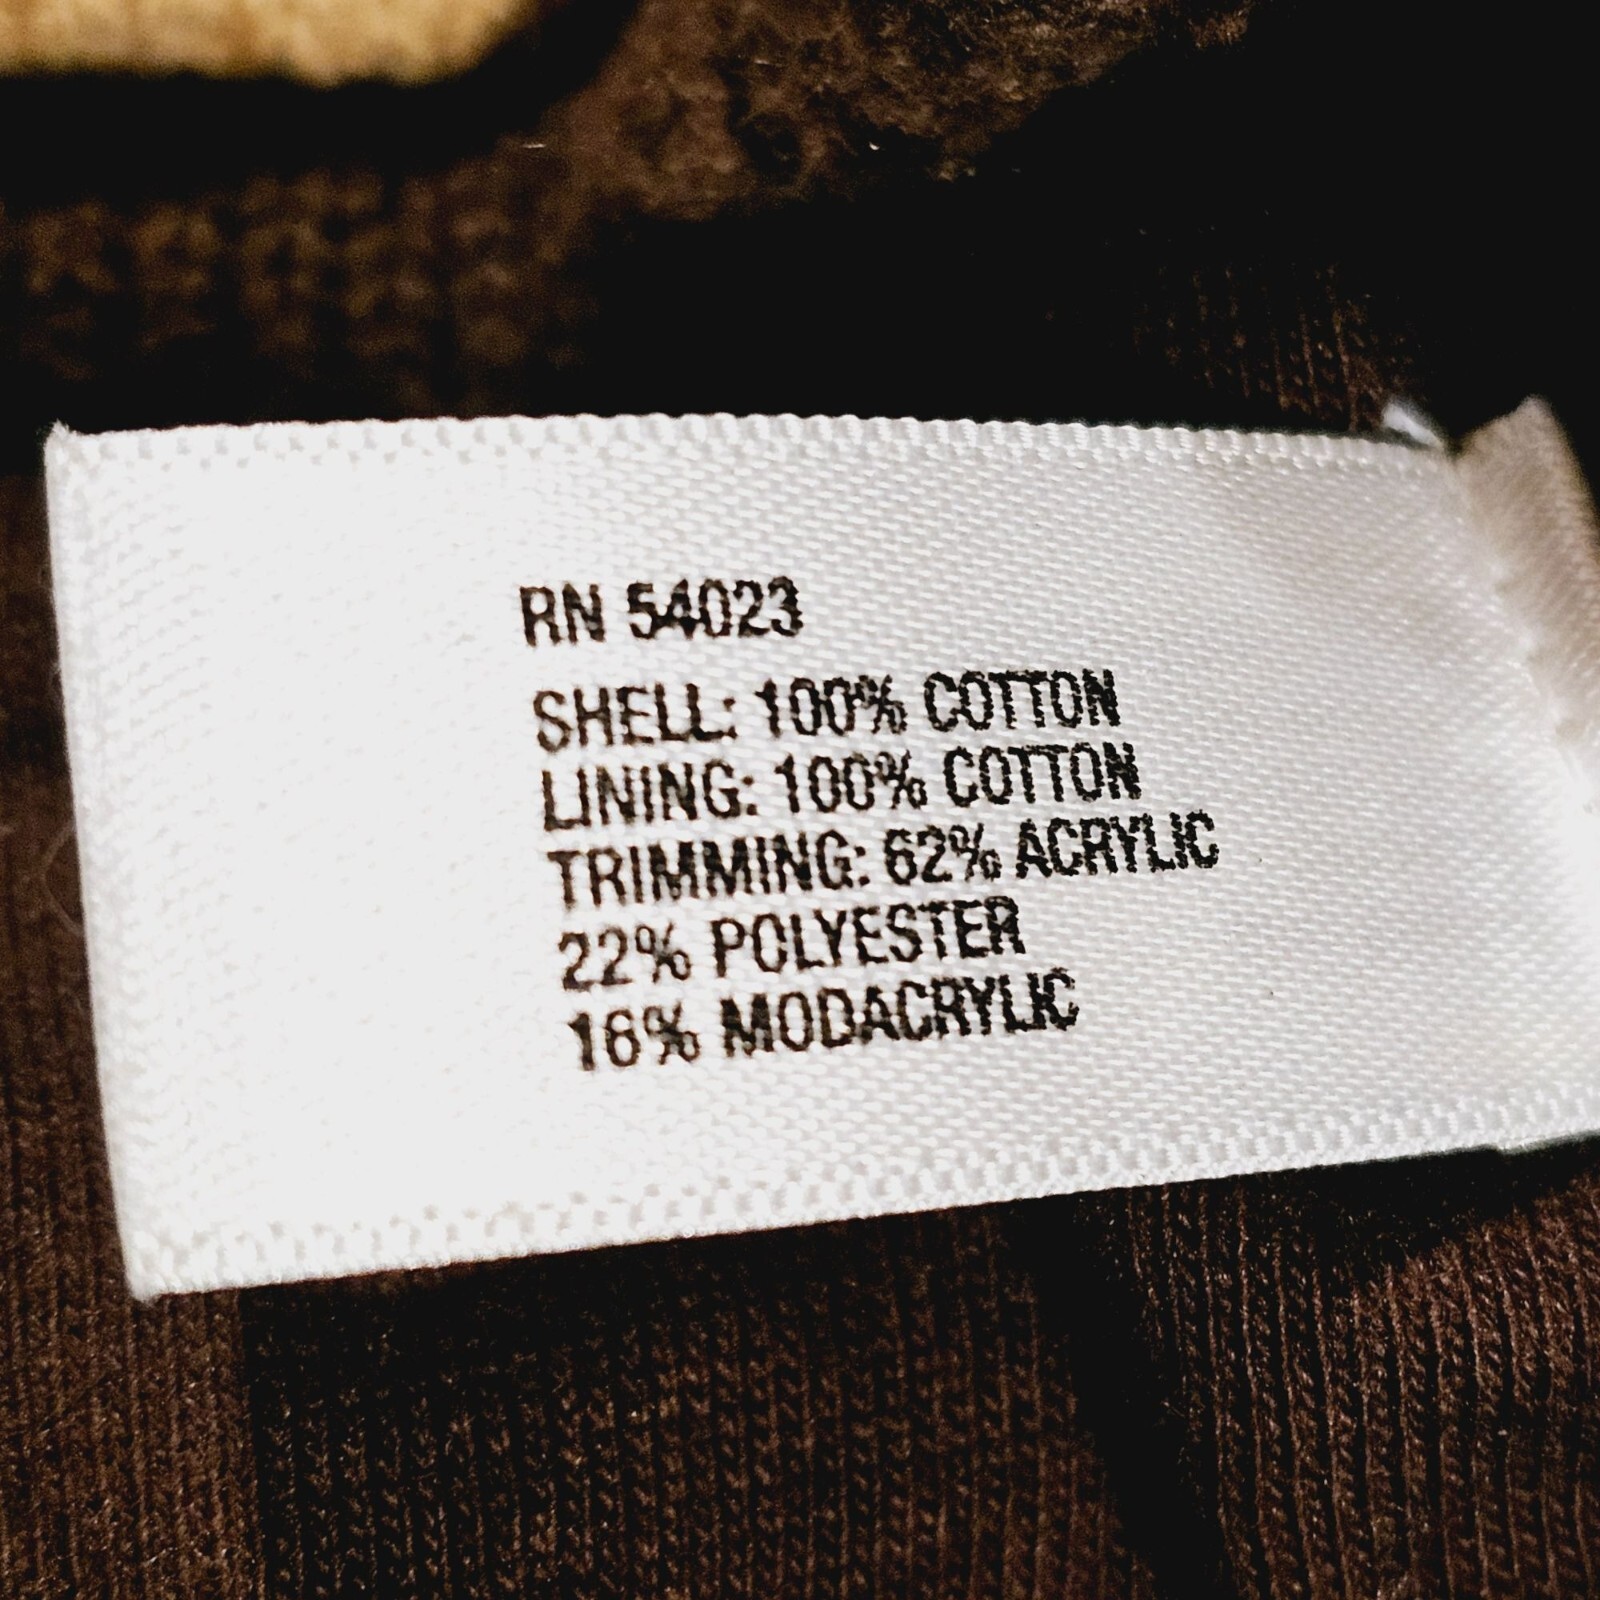 RN 54023
SHELL: 100% COTTON
LINING: 100% COTTON
TRIMMING: 62% ACRYLIC
22% POLYESTER
16% MODACRYLIC